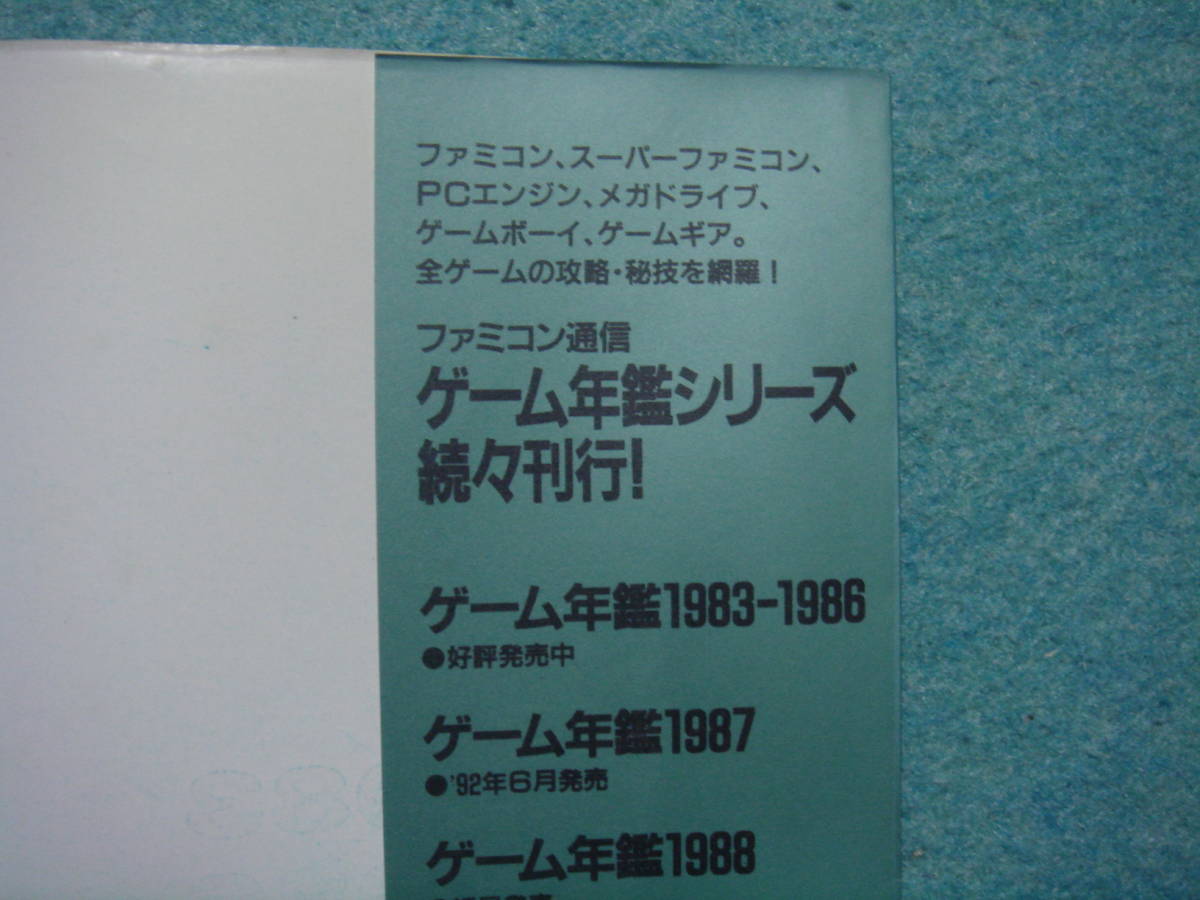 ファミコン、スーパーファミコン、
PCエンジン、メガドライブ、
ゲームボーイ、ゲームギア。
全ゲームの攻略・秘技を網羅！
ファミコン通信
ゲーム年鑑シリーズ
続々刊行！
ゲーム年鑑1983-1986
●好評発売中
ゲーム年鑑1987
●'92年6月発売
ゲーム年鑑1988